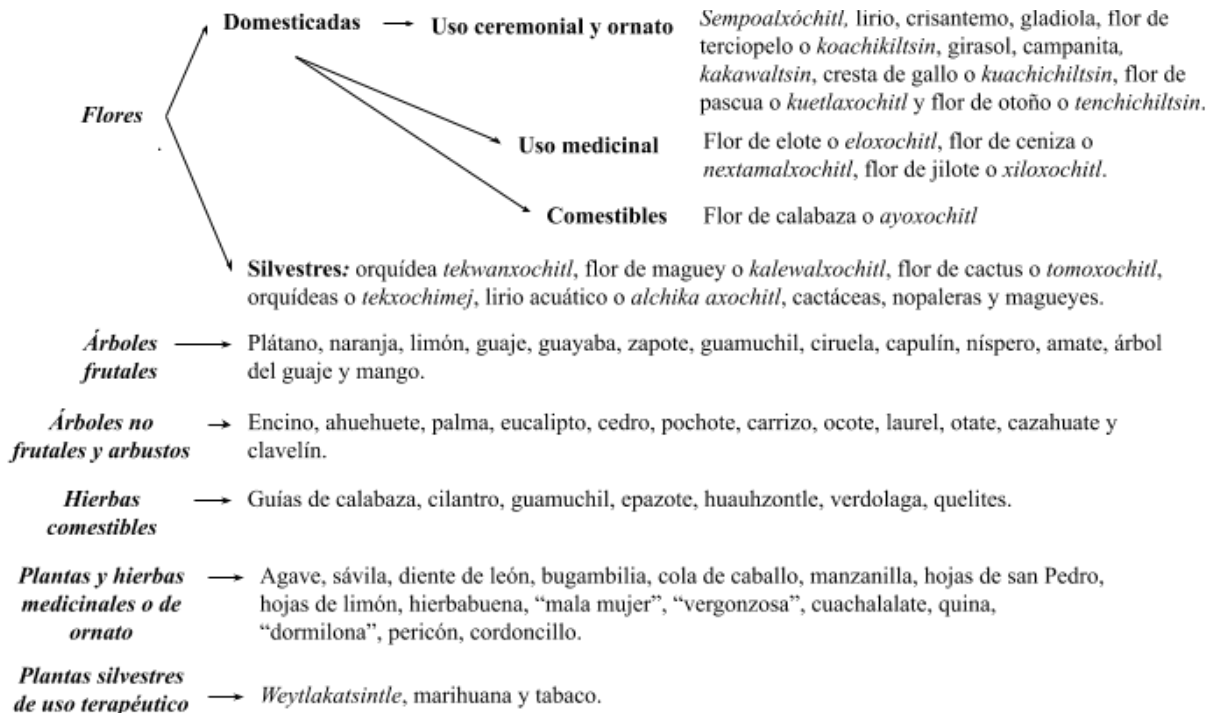 Domesticadas Uso ceremonial y ornato Sempoalxóchitl, lirio, crisantemo, gladiola, flor de
terciopelo o koachikiltsin, girasol, campanita,
kakawaltsin, cresta de gallo o kuachichiltsin, flor de
pascua o kuetlaxochitl y flor de otoño o tenchichiltsin.
Flores
Uso medicinal Flor de elote o eloxochitl, flor de ceniza o
nextamalxochitl, flor de jilote o xiloxochitl.
Comestibles Flor de calabaza o ayoxochitl
Silvestres: orquídea tekwanxochitl, flor de maguey o kalewalxochitl, flor de cactus o tomoxochitl,
orquídeas o tekxochimej, lirio acuático o alchika axochitl, cactáceas, nopaleras y magueyes.
Árboles Plátano, naranja, limón, guaje, guayaba, zapote, guamuchil, ciruela, capulín, níspero, amate, árbol
frutales del guaje y mango.
Árboles no Encino, ahuehuete, palma, eucalipto, cedro, pochote, carrizo, ocote, laurel, otate, cazahuate y
frutales y arbustos clavelín.
Hierbas Guías de calabaza, cilantro, guamuchil, epazote, huauhzontle, verdolaga, quelites.
comestibles
Plantas y hierbas Agave, sávila, diente de león, bugambilia, cola de caballo, manzanilla, hojas de san Pedro,
medicinales o de hojas de limón, hierbabuena, “mala mujer”, “vergonzosa”, cuachalalate, quina,
ornato “dormilona”, pericón, cordoncillo.
Plantas silvestres
de uso terapéutico Weytlakatsintle, marihuana y tabaco.